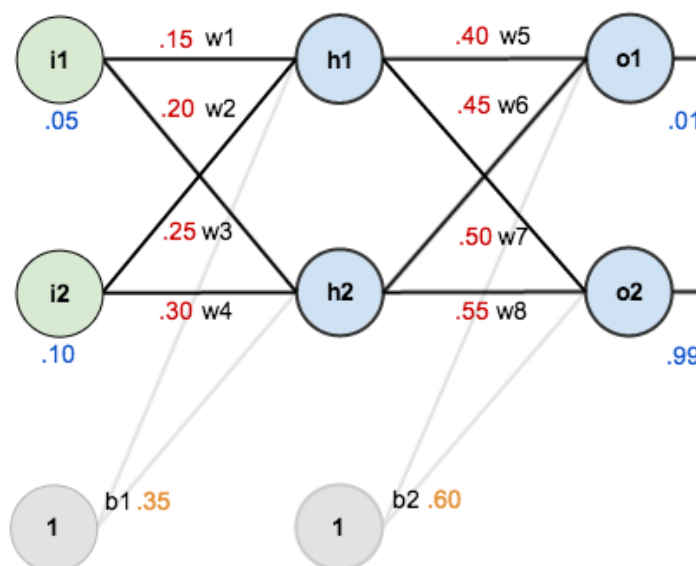 i1
.15 w1
h1
.40 w5
o1
.05
.20 w2
.45 w6
.01
.25 w3
.50 w7
i2
h2
o2
.30 w4
.55 w8
.10
.99
1
b1 .35
1
b2 .60